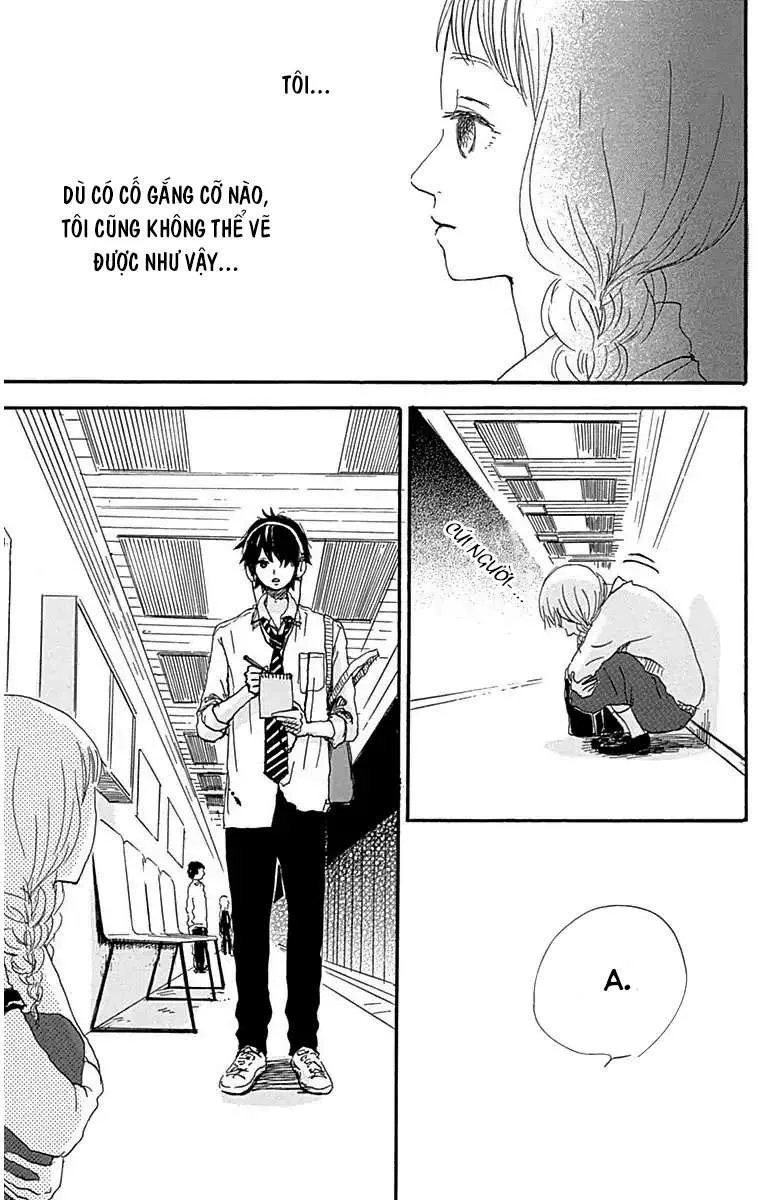 TÔI...
DÙ CÓ CỐ GẮNG CỠ NÀO,
TÔI CŨNG KHÔNG THỂ VẼ
ĐƯỢC NHƯ VẬY...
CÚI NGƯỜI....
A.